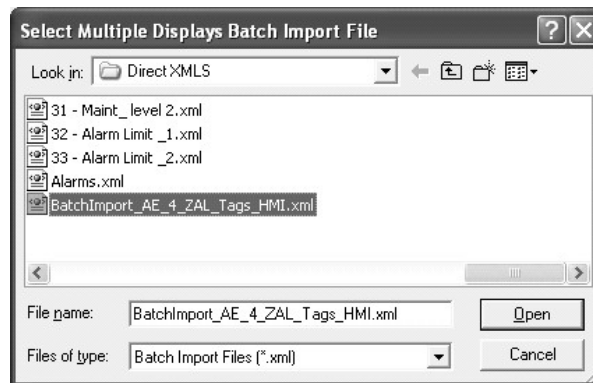 Select Multiple Displays Batch Import File
Look in: Direct XMLS
31 - Maint_ level 2.xml
32 - Alarm Limit _1.xml
33 - Alarm Limit _2.xml
Alarms.xml
BatchImport_AE_4_ZAL_Tags_HMI.xml
File name: BatchImport_AE_4_ZAL_Tags_HMI.xml Open
Files of type: Batch Import Files (*.xml) Cancel